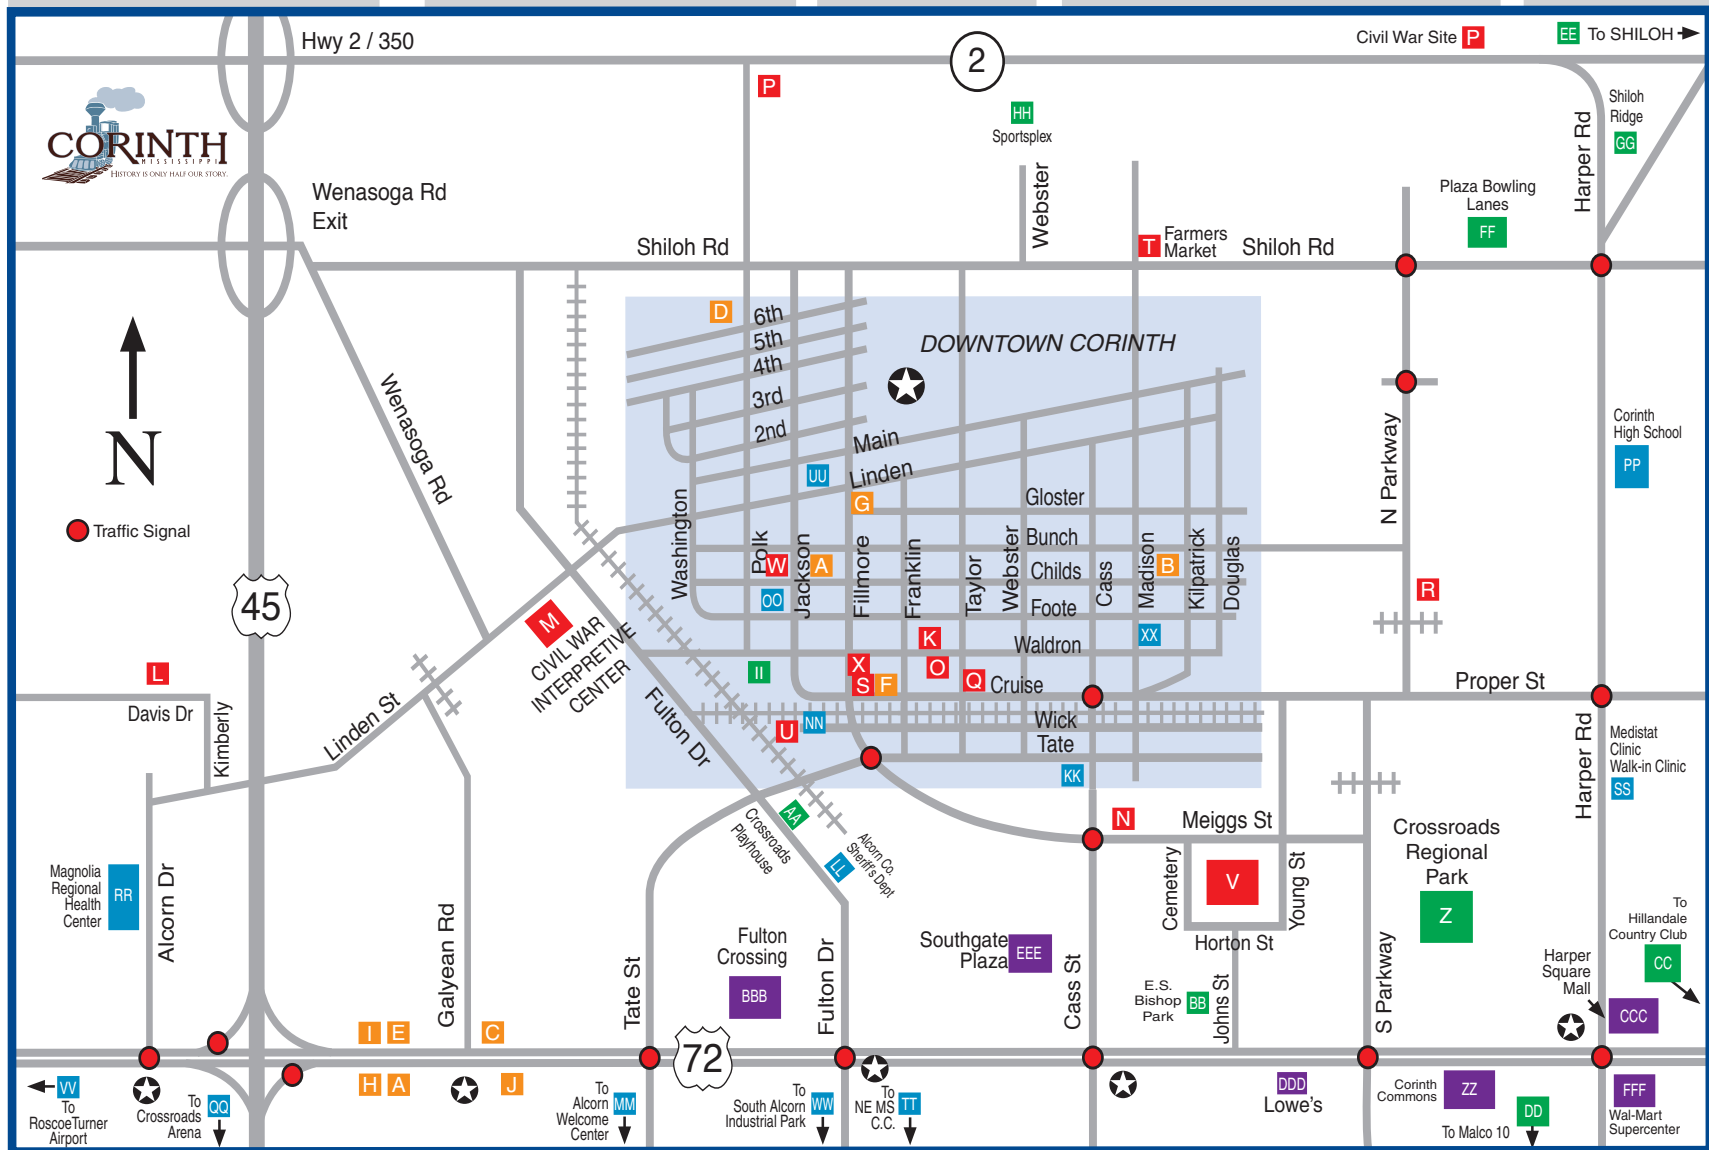 Hwy 2 / 350
2
Civil War Site P
EE To SHILOH
P
HH
Sportsplex
Shiloh
Ridge
GG
Harper Rd
CORINTH
MISSISSIPPI
HISTORY IS ONLY HALF OUR STORY.
Wenasoga Rd
Exit
Webster
Plaza Bowling
Lanes
FF
Shiloh Rd
T Farmers
Market
Shiloh Rd
D
6th
5th
4th
3rd
2nd
DOWNTOWN CORINTH
N
Wenasoga Rd
Main
Linden
UU
G
Gloster
N Parkway
Corinth
High School
PP
Traffic Signal
Washington
Polk
Jackson
Fillmore
Franklin
Taylor
Webster
Cass
Madison
Kilpatrick
Douglas
Bunch
Childs
Foote
Waldron
Cruise
Wick
Tate
W
A
B
OO
K
XX
R
45
M
CIVIL WAR
INTERPRETIVE
CENTER
L
II
X
O
S
F
Q
Proper St
Davis Dr
Kimberly
Linden St
Fulton Dr
U
NN
KK
Harper Rd
Medistat
Clinic
Walk-in Clinic
SS
AA
Crossroads
Playhouse
LL
Alcorn Co.
Sheriff's Dept
N
Meiggs St
Crossroads
Regional
Park
Z
Magnolia
Regional
Health
Center
RR
Alcorn Dr
Galyean Rd
Cemetery
V
Young St
Horton St
To
Hillandale
Country Club
CC
Fulton
Crossing
BBB
Tate St
Fulton Dr
Southgate
Plaza
EEE
Cass St
E.S.
Bishop
Park
BB
Johns St
S Parkway
Harper
Square
Mall
CCC
I E
C
72
H A
J
VV
To
RoscoeTurner
Airport
To
Crossroads
Arena
QQ
To
Alcorn
Welcome
Center
MM
To
South Alcorn
Industrial Park
WW
To
NE MS
C.C.
TT
DDD
Lowe's
Corinth
Commons
ZZ
DD
To Malco 10
FFF
Wal-Mart
Supercenter